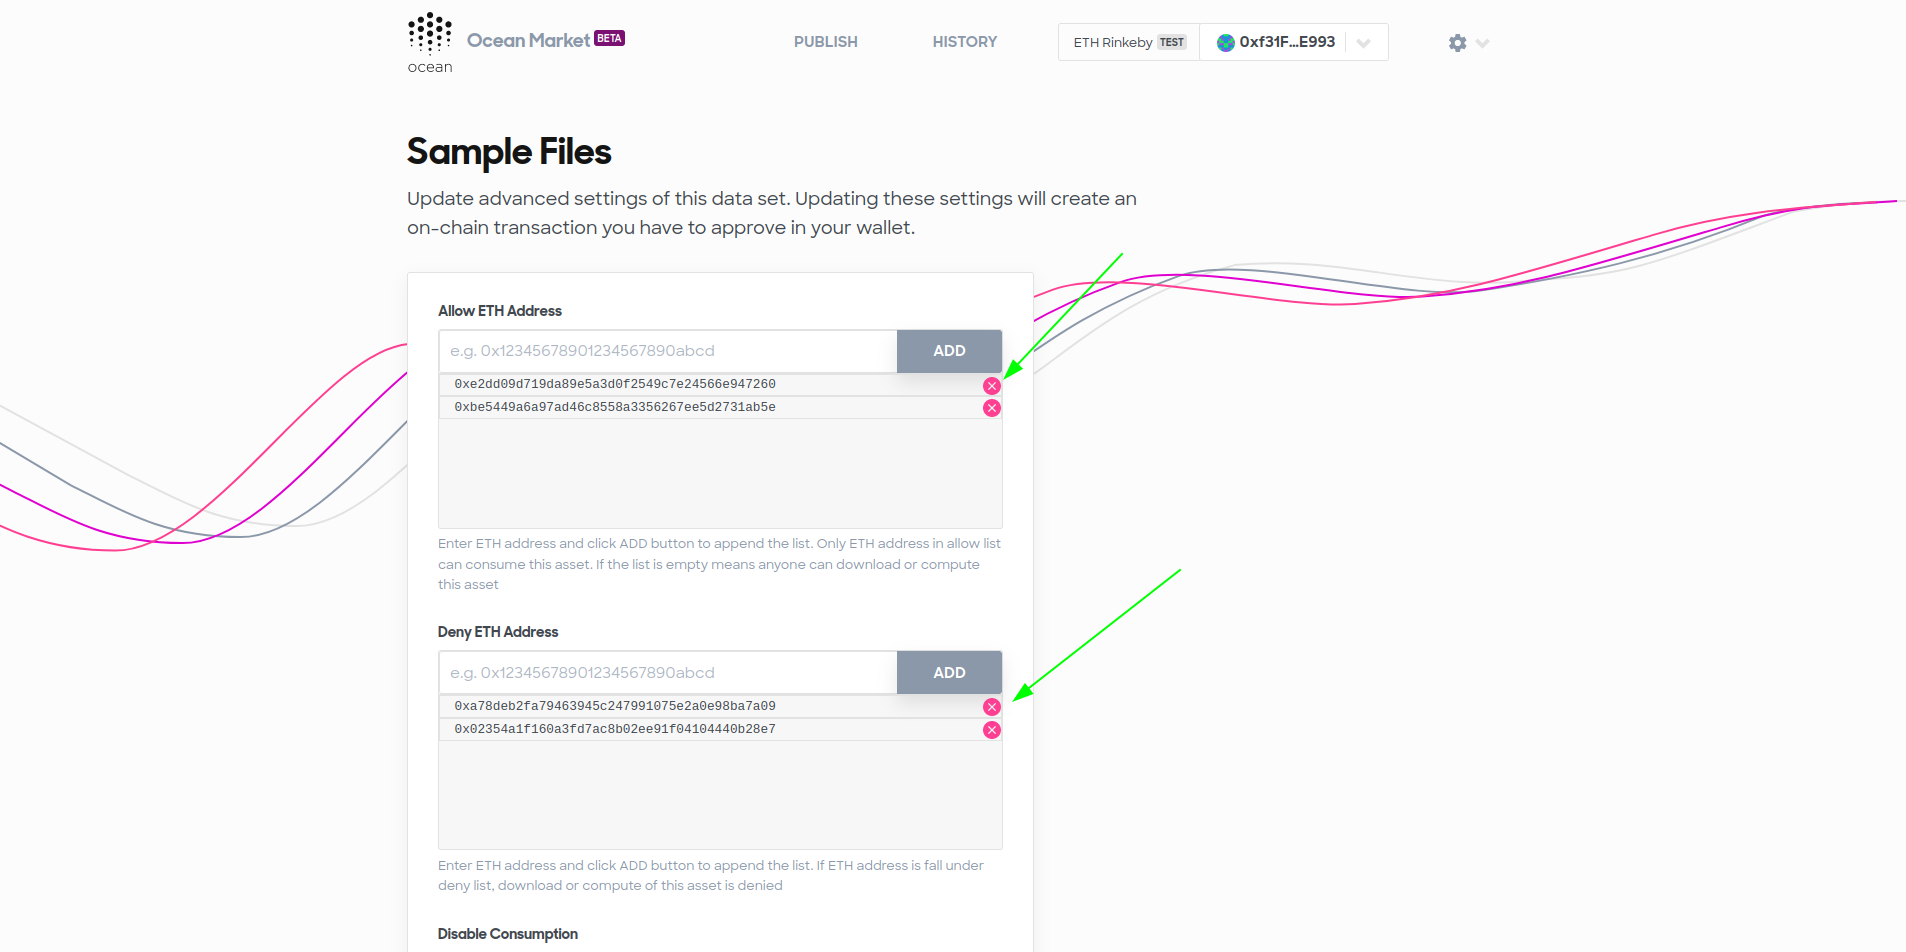 Ocean Market BETA
PUBLISH
HISTORY
ETH Rinkeby TEST
0xf31F...E993
ocean
Sample Files
Update advanced settings of this data set. Updating these settings will create an
on-chain transaction you have to approve in your wallet.
Allow ETH Address
e.g. 0x12345678901234567890abcd
ADD
0xe2dd09d719da89e5a3d0f2549c7e24566e947260
0xbe5449a6a97ad46c8558a3356267ee5d2731ab5e
Enter ETH address and click ADD button to append the list. Only ETH address in allow list
can consume this asset. If the list is empty means anyone can download or compute
this asset
Deny ETH Address
e.g. 0x12345678901234567890abcd
ADD
0xa78deb2fa79463945c247991075e2a0e98ba7a09
0x02354a1f160a3fd7ac8b02ee91f04104440b28e7
Enter ETH address and click ADD button to append the list. If ETH address is fall under
deny list, download or compute of this asset is denied
Disable Consumption